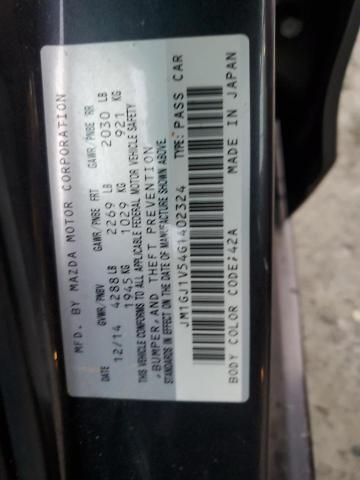 MFD. BY MAZDA MOTOR CORPORATION
GVWR/PNBV GAWR/PNBE FRT GAWR/PNBE RR
DATE
12/14 4288 LB 2269 LB 2030 LB
1945 KG 1029 KG 921 KG
THIS VEHICLE CONFORMS TO ALL APPLICABLE FEDERAL MOTOR VEHICLE SAFETY
,BUMPER,AND THEFT PREVENTION
STANDARDS IN EFFECT ON THE DATE OF MANUFACTURE SHOWN ABOVE.
JM1GJ1V54G1402324 TYPE: PASS CAR
BODY COLOR CODE;42A MADE IN JAPAN